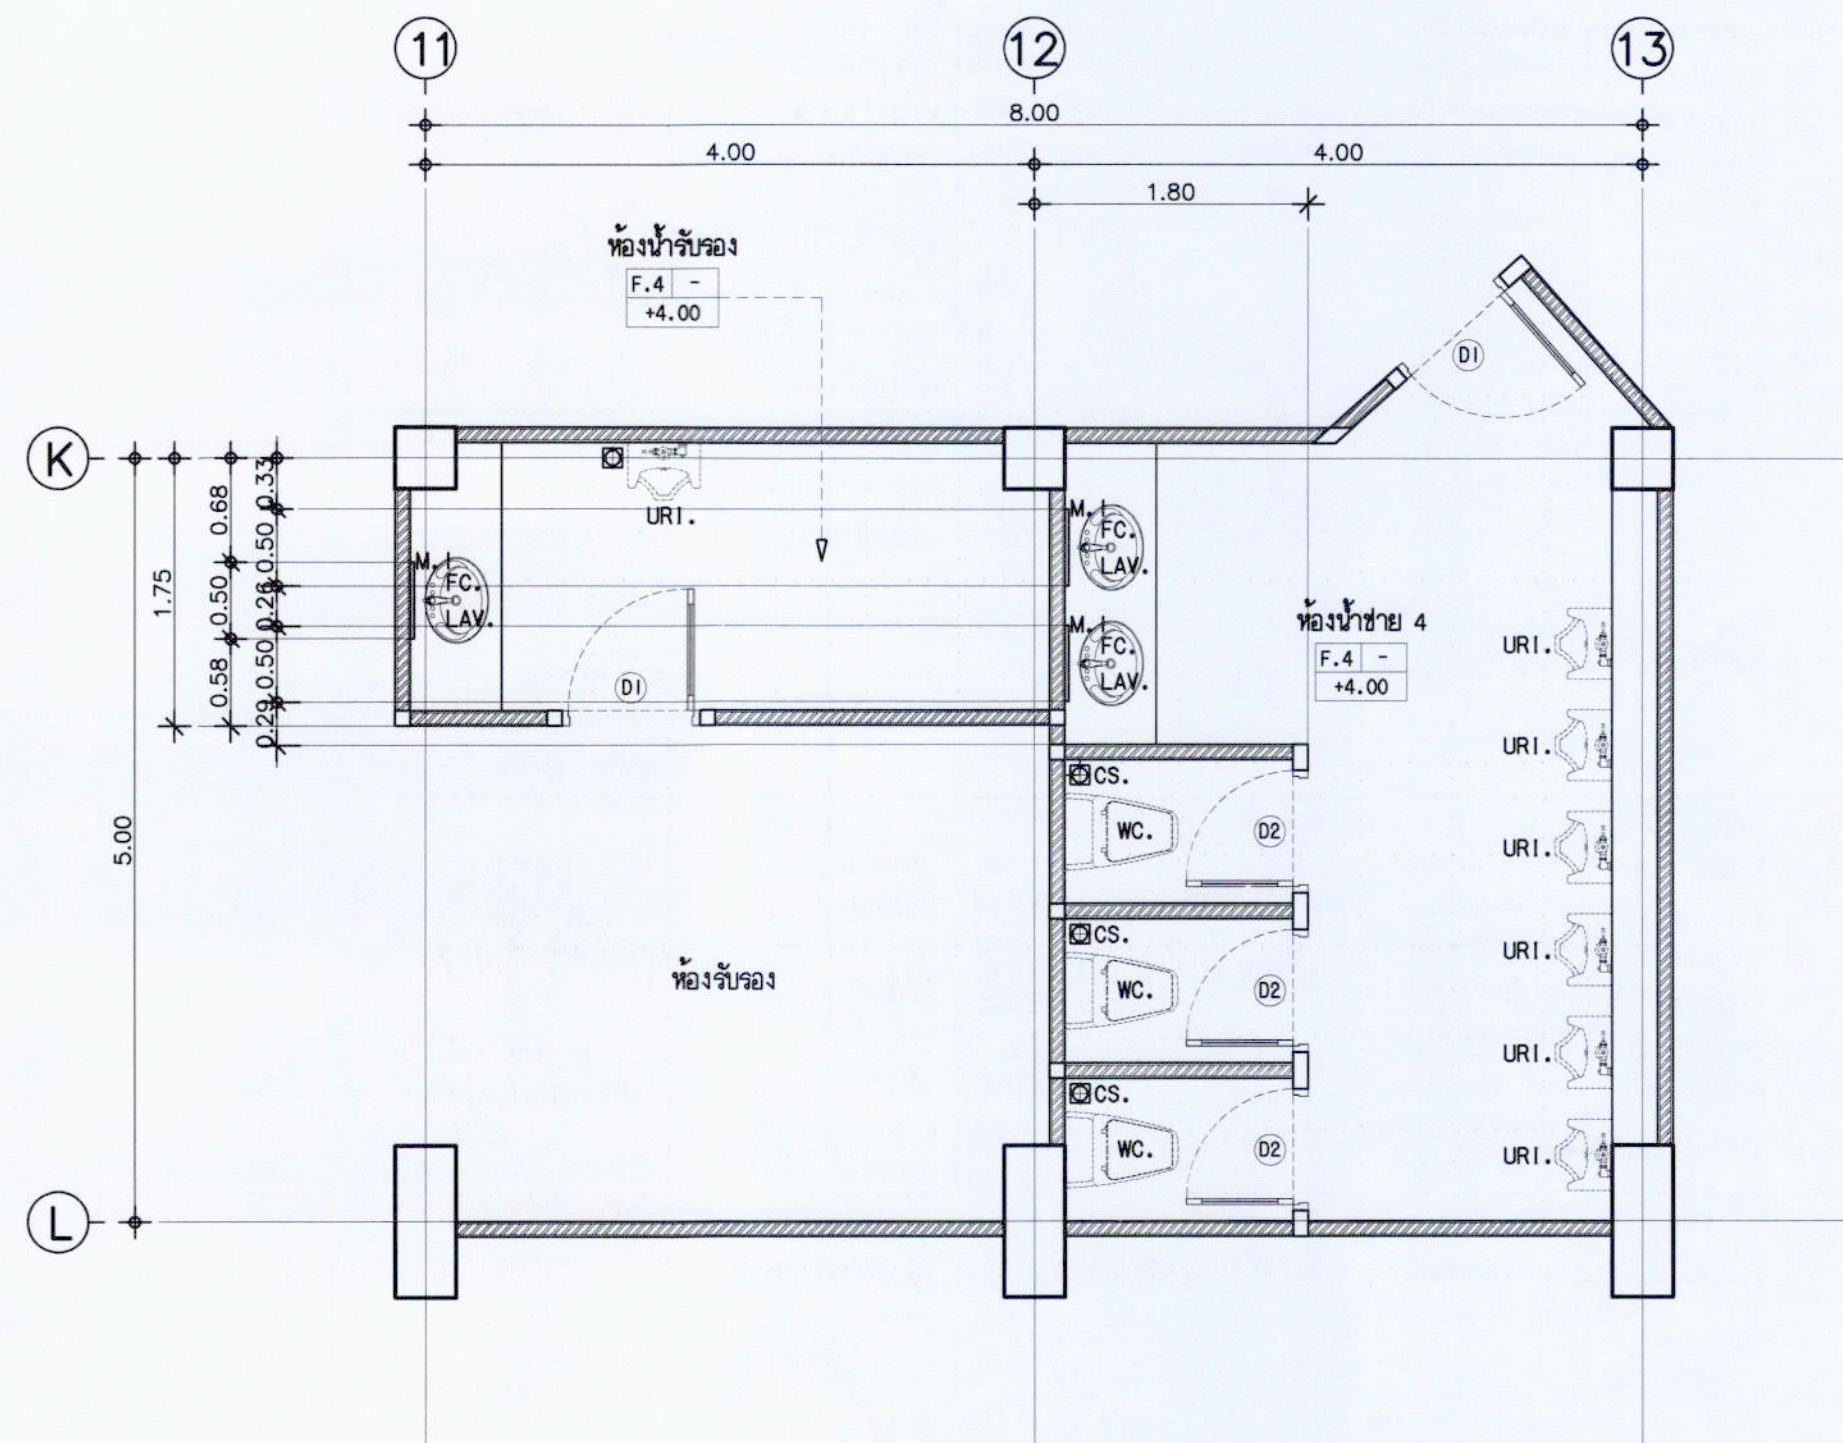 11 12 13
8.00
4.00 4.00
1.80
ห้องน้ำรับรอง
F.4 -
+4.00
D1
K
0.33
0.68
0.50
URI.
M.I
FC.
LAV.
M.I
FC.
LAV.
1.75
0.50
0.26
ห้องน้ำชาย 4
F.4 -
+4.00
M.I
FC.
LAV.
URI.
0.58
0.50
D1
0.29
URI.
CS.
WC.
D2
URI.
5.00
CS.
URI.
ห้องรับรอง
WC.
D2
URI.
CS.
WC.
D2
URI.
L